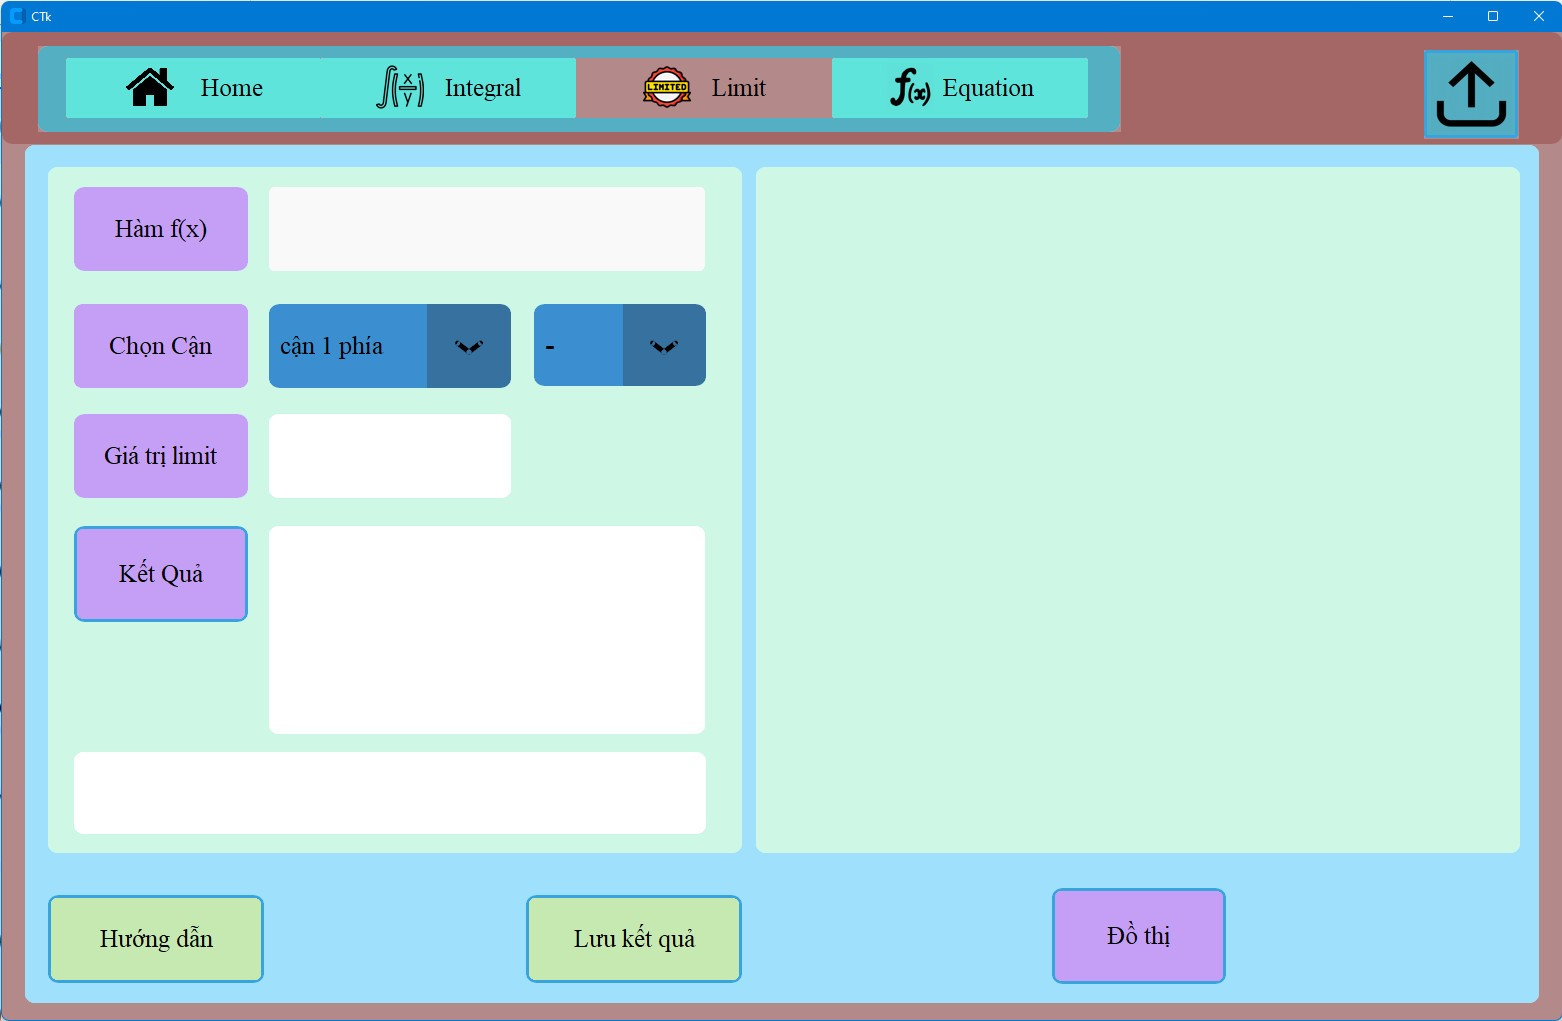 CTk
Home
Integral
LIMITED
Limit
f(x)
Equation
Hàm f(x)
Chọn Cận
cận 1 phía
-
Giá trị limit
Kết Quả
Hướng dẫn
Lưu kết quả
Đồ thị